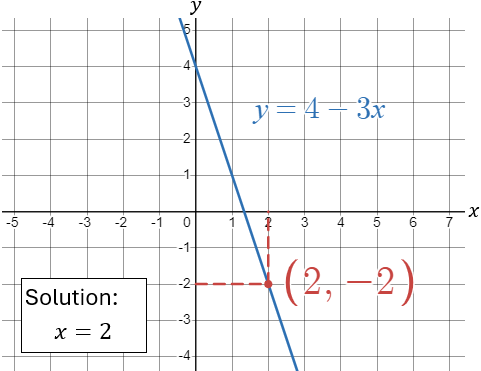 y
5
4
y = 4 − 3x
3
2
1
-5 -4 -3 -2 -1 0 1 2 3 4 5 6 7 x
-1
-2 (2, −2)
Solution:
-3
x = 2
-4